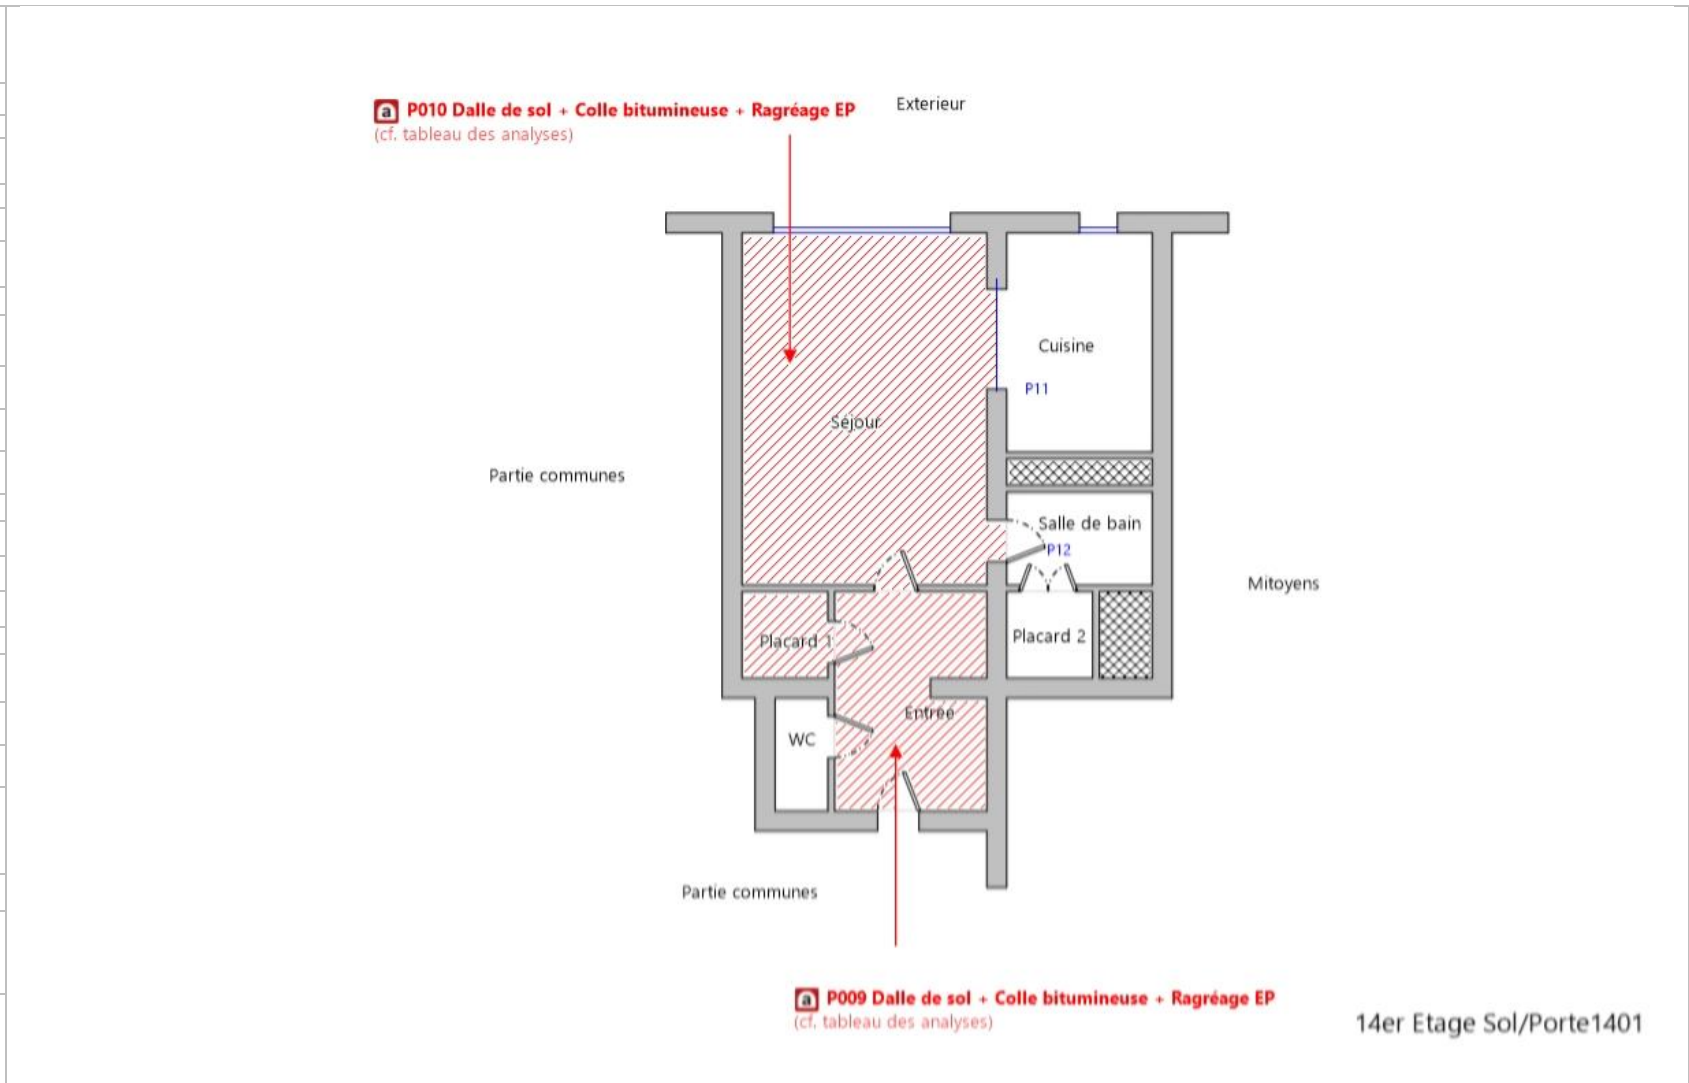 a P010 Dalle de sol + Colle bitumineuse + Ragréage EP
(cf. tableau des analyses)
Exterieur
Cuisine
P11
Séjour
Partie communes
Salle de bain
P12
Mitoyens
Placard 1
Placard 2
Entrée
WC
Partie communes
a P009 Dalle de sol + Colle bitumineuse + Ragréage EP
(cf. tableau des analyses)
14er Etage Sol/Porte1401